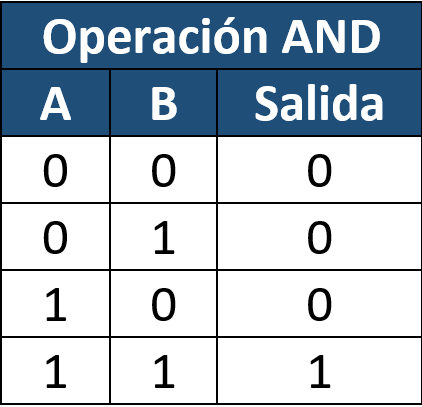 Operación AND
A B Salida
0 0 0
0 1 0
1 0 0
1 1 1